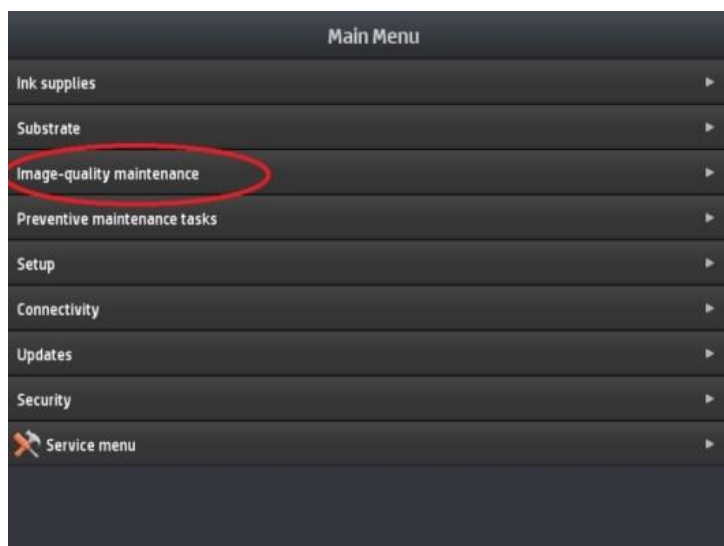 Main Menu
Ink supplies
Substrate
Image-quality maintenance
Preventive maintenance tasks
Setup
Connectivity
Updates
Security
Service menu